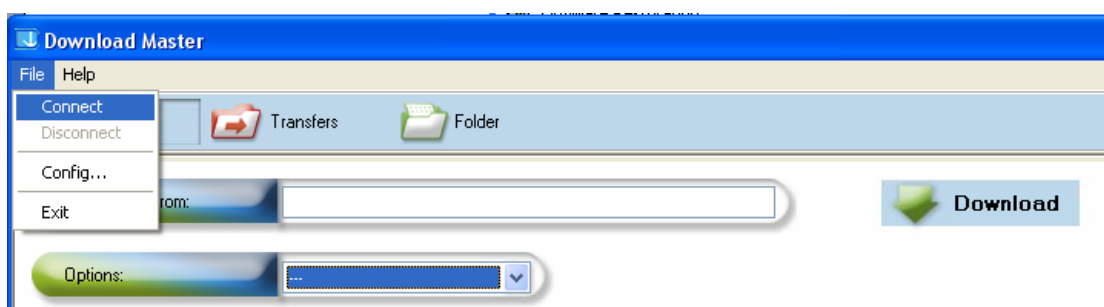 Download Master
File Help
Connect
Disconnect
Config...
Exit
Transfers
Folder
rom:
Download
Options:
---